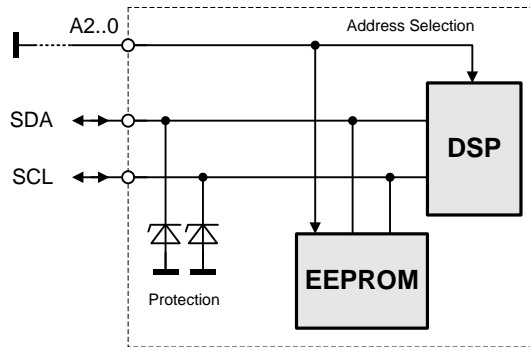 A2..0
Address Selection
SDA
DSP
SCL
EEPROM
Protection